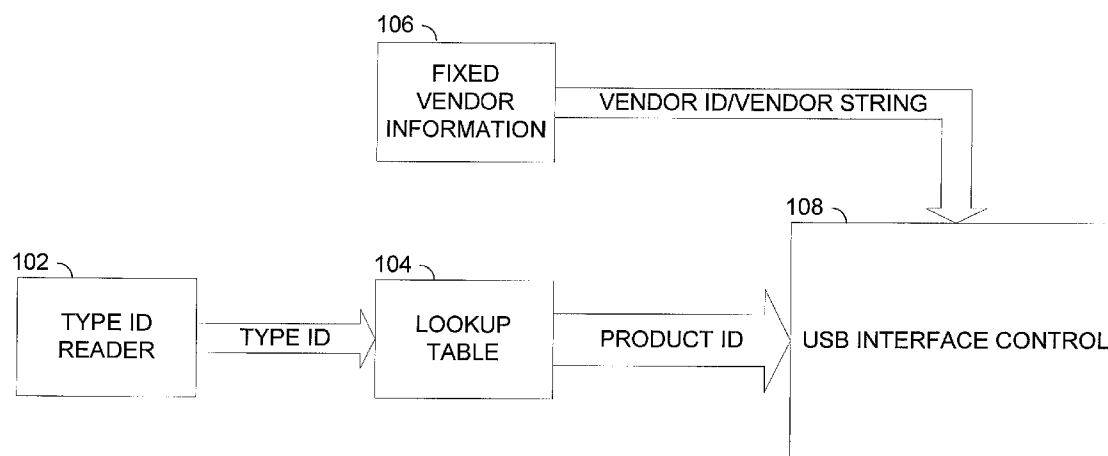 106
FIXED
VENDOR
INFORMATION
VENDOR ID/VENDOR STRING
108
102
104
TYPE ID
READER
TYPE ID
LOOKUP
TABLE
PRODUCT ID
USB INTERFACE CONTROL